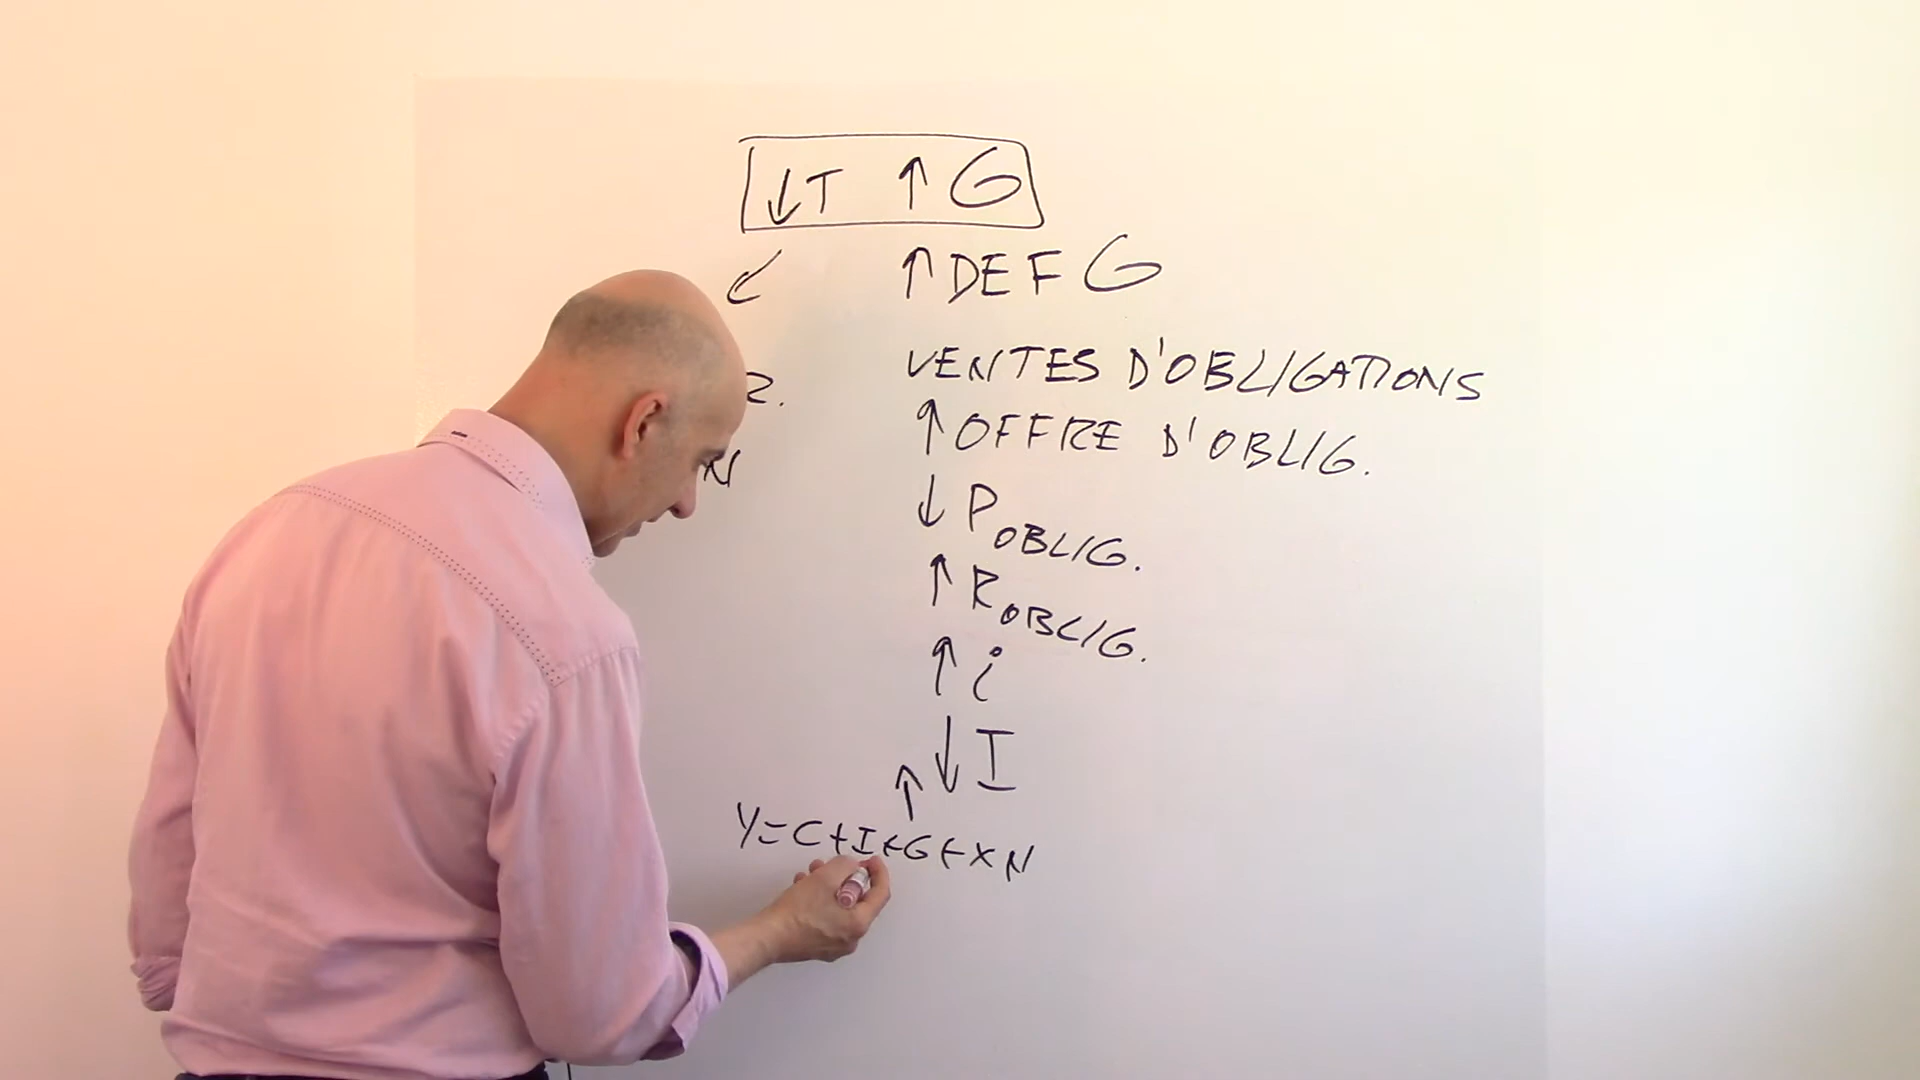 ↓T ↑G
↑DEF G
VENTES D'OBLIGATIONS
↑OFFRE D'OBLIG.
↓P OBLIG.
↑R OBLIG.
↑i
↓I
↑
Y=C+I+G+XN